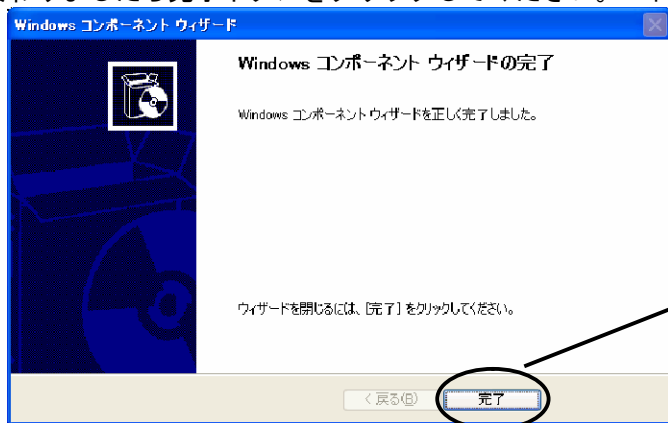 Windows コンポーネント ウィザード
Windows コンポーネント ウィザードの完了
Windows コンポーネント ウィザードを正しく完了しました。
ウィザードを閉じるには、[完了] をクリックしてください。
< 戻る(B)
完了